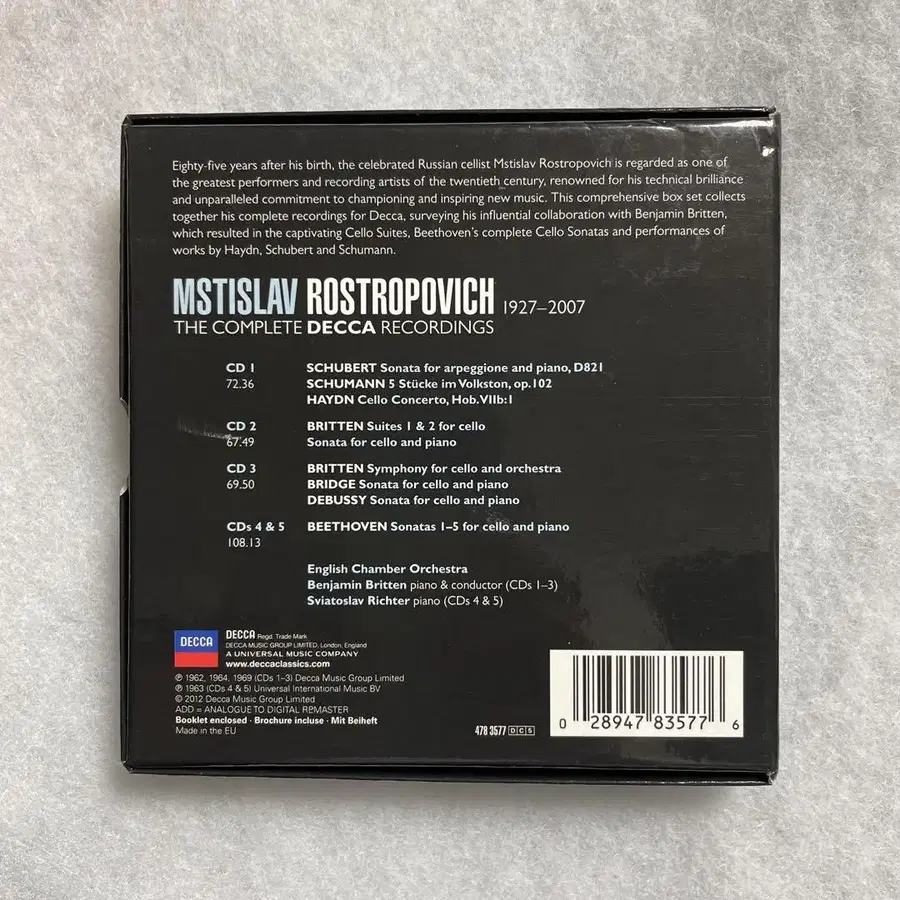 Eighty-five years after his birth, the celebrated Russian cellist Mstislav Rostropovich is regarded as one of
the greatest performers and recording artists of the twentieth century, renowned for his technical brilliance
and unparalleled commitment to championing and inspiring new music. This comprehensive box set collects
together his complete recordings for Decca, surveying his influential collaboration with Benjamin Britten,
which resulted in the captivating Cello Suites, Beethoven's complete Cello Sonatas and performances of
works by Haydn, Schubert and Schumann.
MSTISLAV ROSTROPOVICH 1927–2007
THE COMPLETE DECCA RECORDINGS
CD 1 SCHUBERT Sonata for arpeggione and piano, D821
72.36 SCHUMANN 5 Stücke im Volkston, op.102
HAYDN Cello Concerto, Hob.VIIb:1
CD 2 BRITTEN Suites 1 & 2 for cello
67.49 Sonata for cello and piano
CD 3 BRITTEN Symphony for cello and orchestra
69.50 BRIDGE Sonata for cello and piano
DEBUSSY Sonata for cello and piano
CDs 4 & 5 BEETHOVEN Sonatas 1–5 for cello and piano
108.13
English Chamber Orchestra
Benjamin Britten piano & conductor (CDs 1–3)
Sviatoslav Richter piano (CDs 4 & 5)
DECCA
DECCA Regd. Trade Mark
DECCA MUSIC GROUP LIMITED, London, England
A UNIVERSAL MUSIC COMPANY
www.deccaclassics.com
℗ 1962, 1964, 1969 (CDs 1–3) Decca Music Group Limited
℗ 1963 (CDs 4 & 5) Universal International Music BV
© 2012 Decca Music Group Limited
ADD = ANALOGUE TO DIGITAL REMASTER
Booklet enclosed · Brochure incluse · Mit Beiheft
Made in the EU
478 3577 DC5
0 28947 83577 6